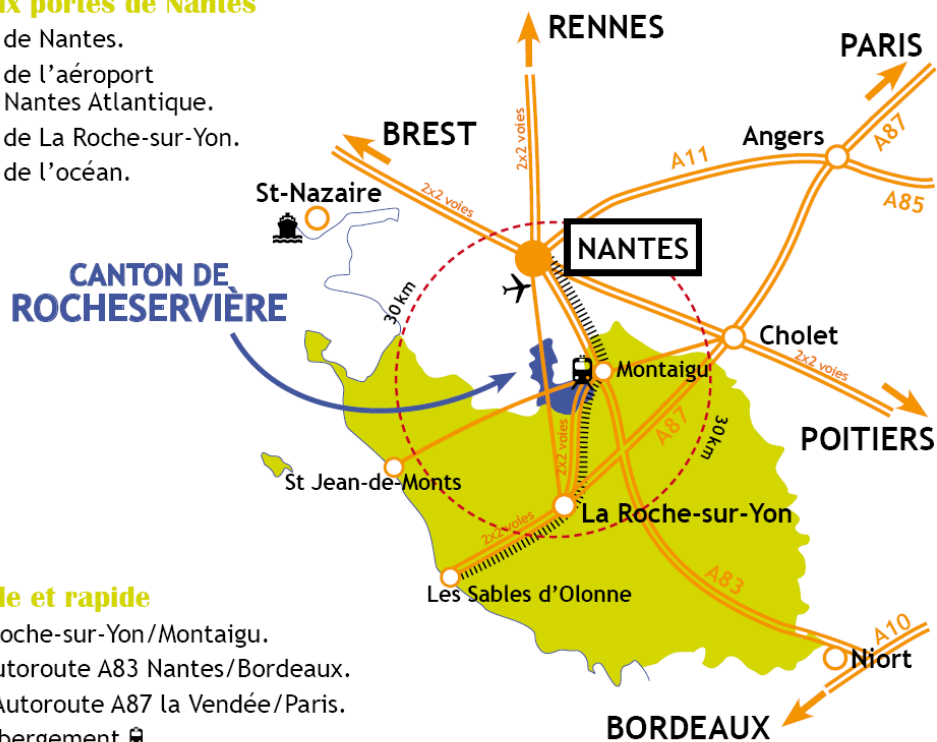 ux portes de Nantes
de Nantes.
de l'aéroport
Nantes Atlantique.
de La Roche-sur-Yon.
de l'océan.
RENNES
PARIS
BREST
2x2 voies
Angers
A87
A11
A85
St-Nazaire
2x2 voies
NANTES
CANTON DE
ROCHESERVIÈRE
30km
Cholet
2x2 voies
Montaigu
POITIERS
A87
30km
2x2 voies
St Jean-de-Monts
La Roche-sur-Yon
2x2 voies
Les Sables d'Olonne
A83
A10
Niort
BORDEAUX
le et rapide
oche-sur-Yon/Montaigu.
utoroute A83 Nantes/Bordeaux.
Autoroute A87 la Vendée/Paris.
bergement